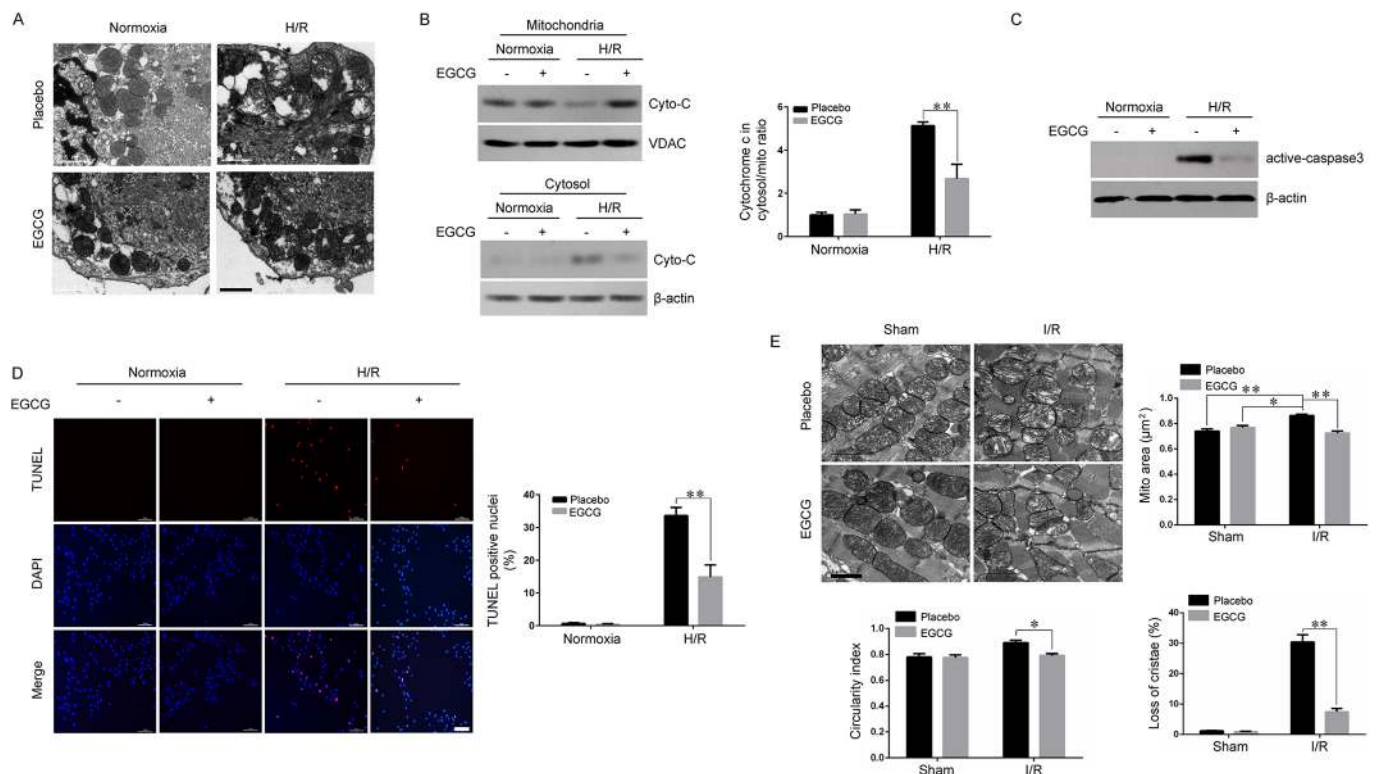 A
Normoxia
H/R
Placebo
EGCG
B
Mitochondria
Normoxia
H/R
EGCG
-
+
-
+
Cyto-C
VDAC
Cytosol
Normoxia
H/R
EGCG
-
+
-
+
Cyto-C
β-actin
Placebo
EGCG
**
Cytochrome c in
cytosol/mito ratio
6
4
2
0
Normoxia
H/R
C
Normoxia
H/R
EGCG
-
+
-
+
active-caspase3
β-actin
D
Normoxia
H/R
EGCG
-
+
-
+
TUNEL
DAPI
Merge
Placebo
EGCG
**
TUNEL positive nuclei
(%)
40
30
20
10
0
Normoxia
H/R
E
Sham
I/R
Placebo
EGCG
Placebo
EGCG
**
*
**
Mito area (μm²)
1.0
0.8
0.6
0.4
0.2
0.0
Sham
I/R
Placebo
EGCG
*
Circularity index
1.0
0.8
0.6
0.4
0.2
0.0
Sham
I/R
Placebo
EGCG
**
Loss of cristae (%)
40
30
20
10
0
Sham
I/R